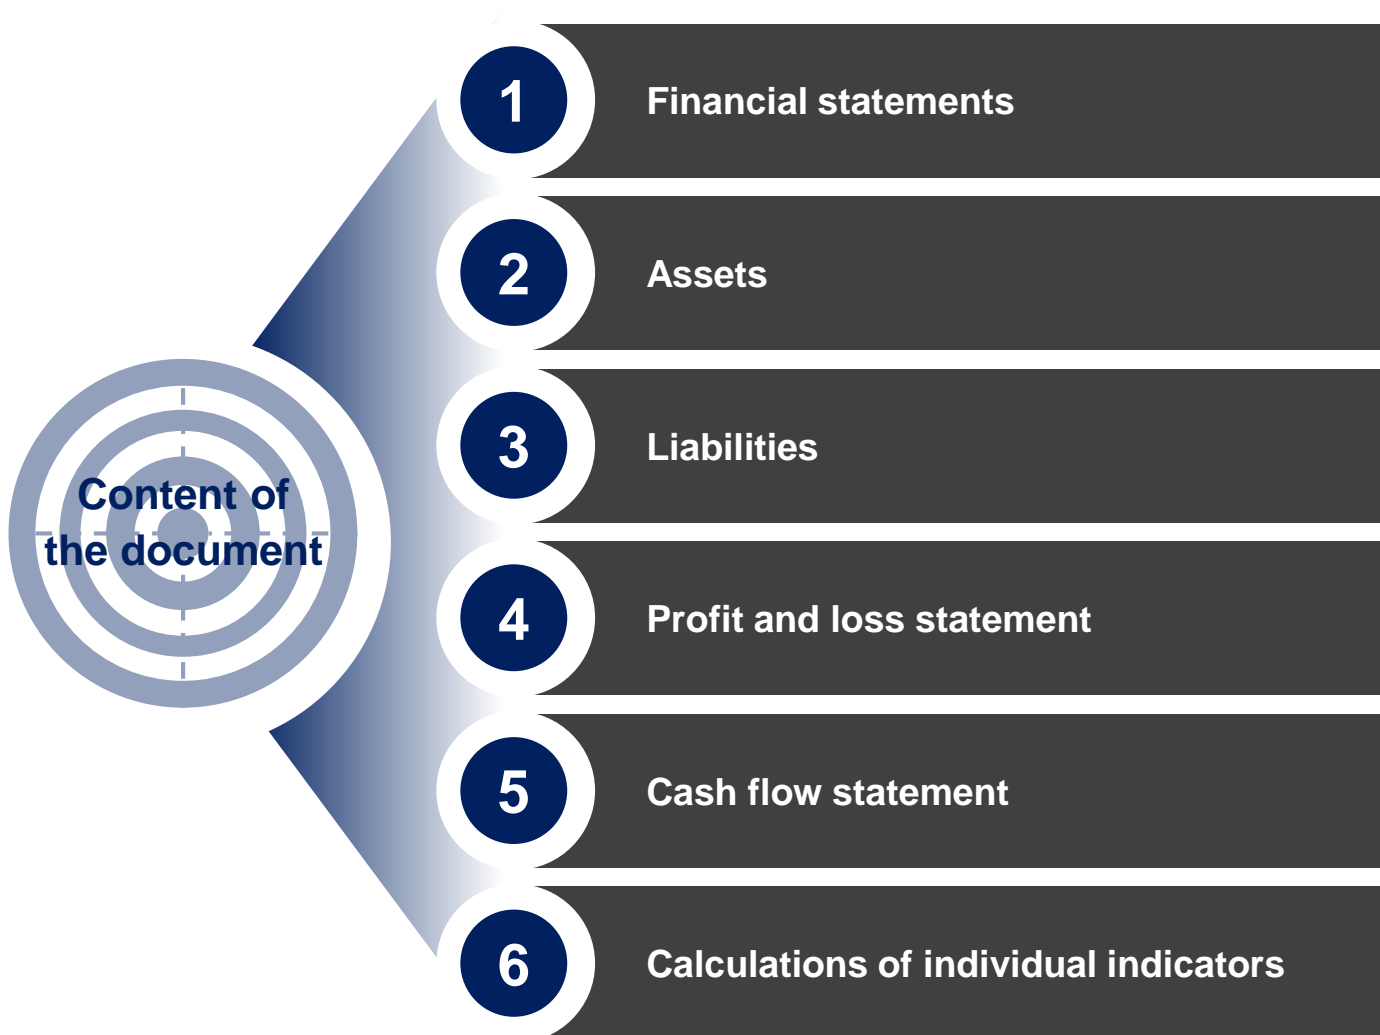 Content of
the document
1
Financial statements
2
Assets
3
Liabilities
4
Profit and loss statement
5
Cash flow statement
6
Calculations of individual indicators